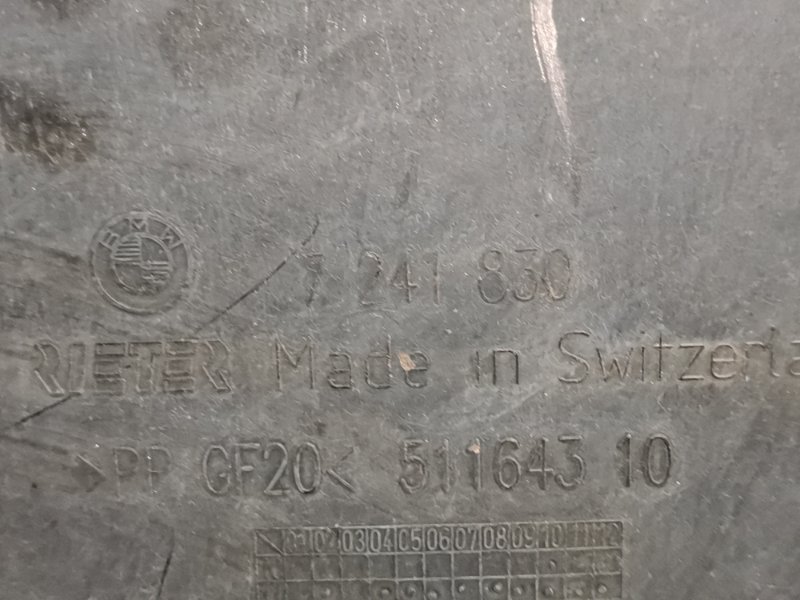 BMW
7 241 830
RIETER Made in Switzerla
>PP GF20< 511643 10
01 02 03 04 05 06 07 08 09 10 11 12